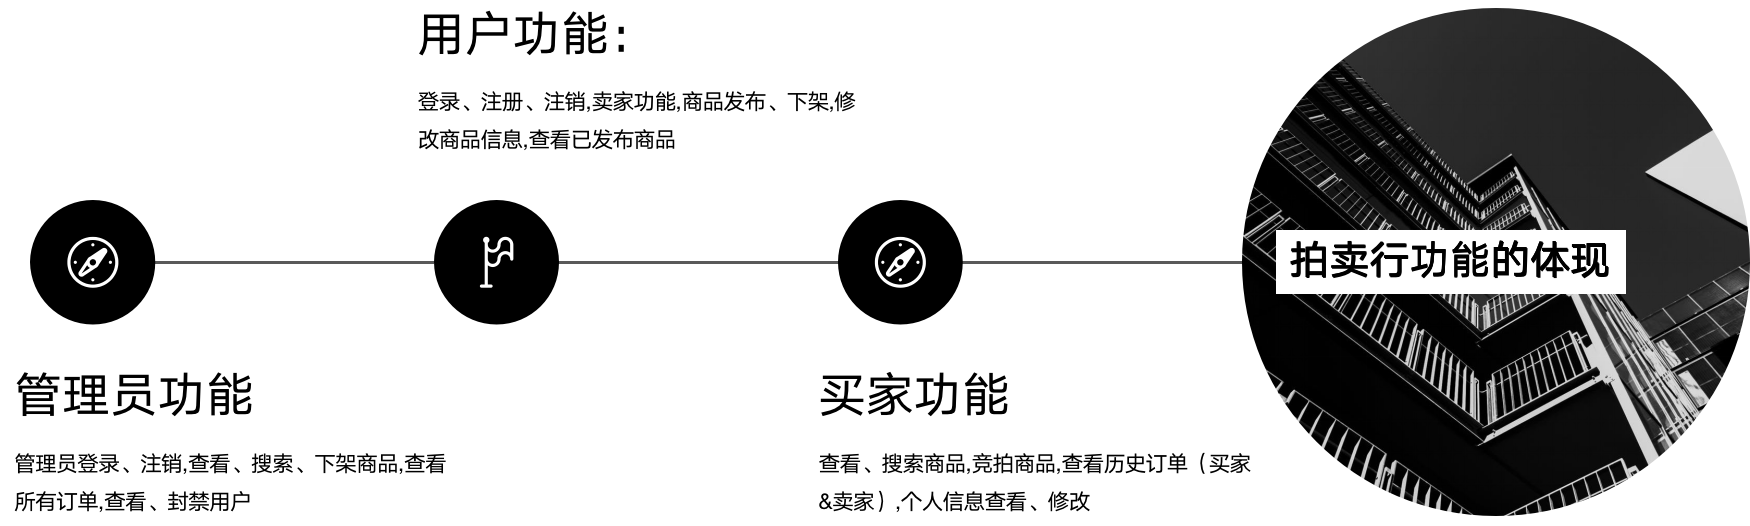 用户功能:
登录、注册、注销,卖家功能,商品发布、下架,修
改商品信息,查看已发布商品
管理员功能
管理员登录、注销,查看、搜索、下架商品,查看
所有订单,查看、封禁用户
买家功能
查看、搜索商品,竞拍商品,查看历史订单（买家
&卖家）,个人信息查看、修改
拍卖行功能的体现